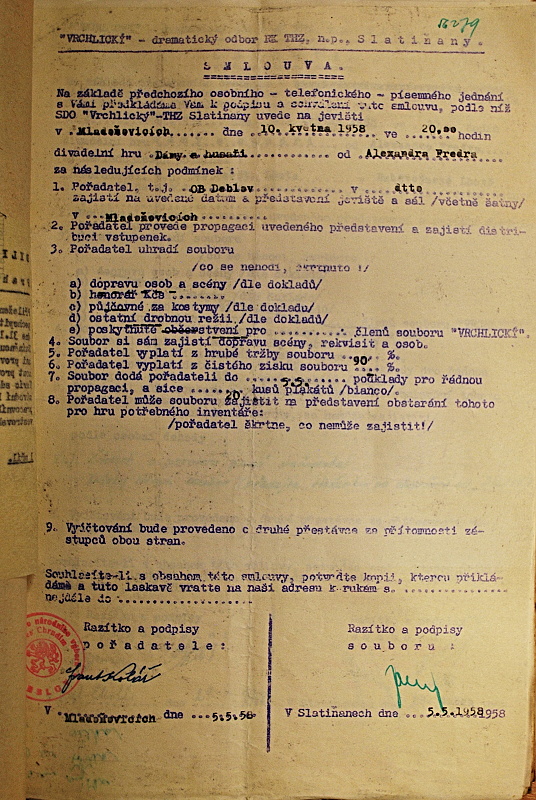 56279
"VRCHLICKÝ" - dramatický odbor RK THZ, n.p., Slatiňany.
SMLOUVA.
Na základě předchozího osobního - telefonického - písemného jednání
s Vámi předkládáme Vám k podpisu a schválení tuto smlouvu, podle níž
SDO "Vrchlický"-THZ Slatiňany uvede na jevišti
v Mladoňovicích dne 10. května 1958 ve 20,00 hodin
divadelní hru Dámy a husaři od Alexandra Fredra
za následujících podmínek :
1. Pořadatel t.j. OB Deblov v dtto
zajistí na uvedené datum a představení jeviště a sál /včetně šatny/
v Mladoňovicích
2. Pořadatel provede propagaci uvedeného představení a zajistí distri-
buci vstupenek.
3. Pořadatel uhradí souboru
/co se nehodí, škrtnuto !/
a) dopravu osob a scény /dle dokladů/
b) honorář Kčs
c) půjčovné za kostymy /dle dokladu/
d) ostatní drobnou režii, /dle dokladů/
e) poskytnutí občerstvení pro .......... členů souboru "VRCHLICKÝ".
4. Soubor si sám zajistí dopravu scény, rekvisit a osob.
5. Pořadatel vyplatí z hrubé tržby souboru ..... %.
6. Pořadatel vyplatí z čistého zisku souboru 90 %.
7. Soubor dodá pořadateli do 5.5. podklady pro řádnou
propagaci, a sice 20 kusů plakátů /bianco/.
8. Pořadatel může souboru zajistit na představení obstarání tohoto
pro hru potřebného inventáře:
/pořadatel škrtne, co nemůže zajistit!/
9. Vyúčtování bude provedeno o druhé přestávce za přítomnosti zá-
stupců obou stran.
Souhlasíte-li s obsahem této smlouvy, potvrďte kopii, kterou přiklá-
dáme a tuto laskavě vraťte na naši adresu k rukám s. ...............
nejdéle do ...................
Razítko a podpisy
pořadatele:
Razítko a podpisy
souboru :
V Mladoňovicích dne 5.5.58
V Slatiňanech dne 5.5.1958